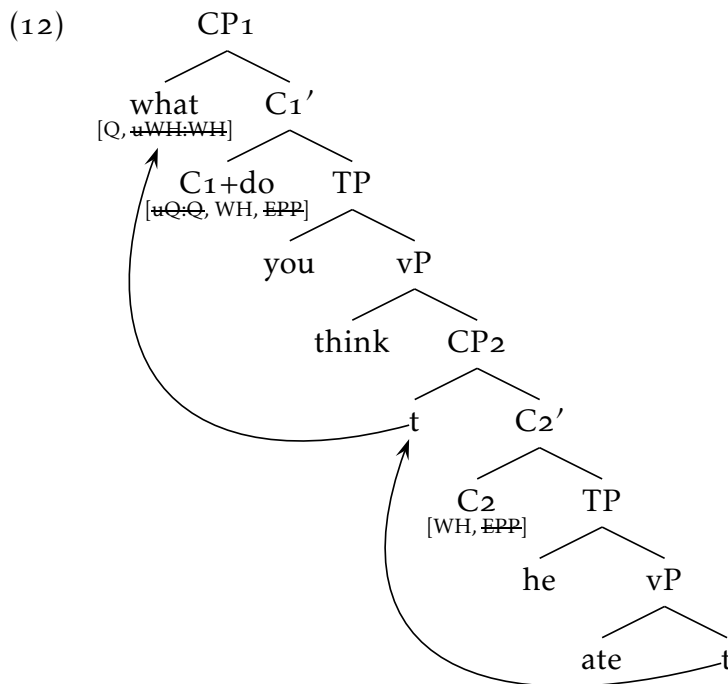 (12)
CP1
what C1'
[Q, uWH:WH]
C1+do TP
[uQ:Q, WH, EPP]
you vP
think CP2
t C2'
C2 TP
[WH, EPP]
he vP
ate t